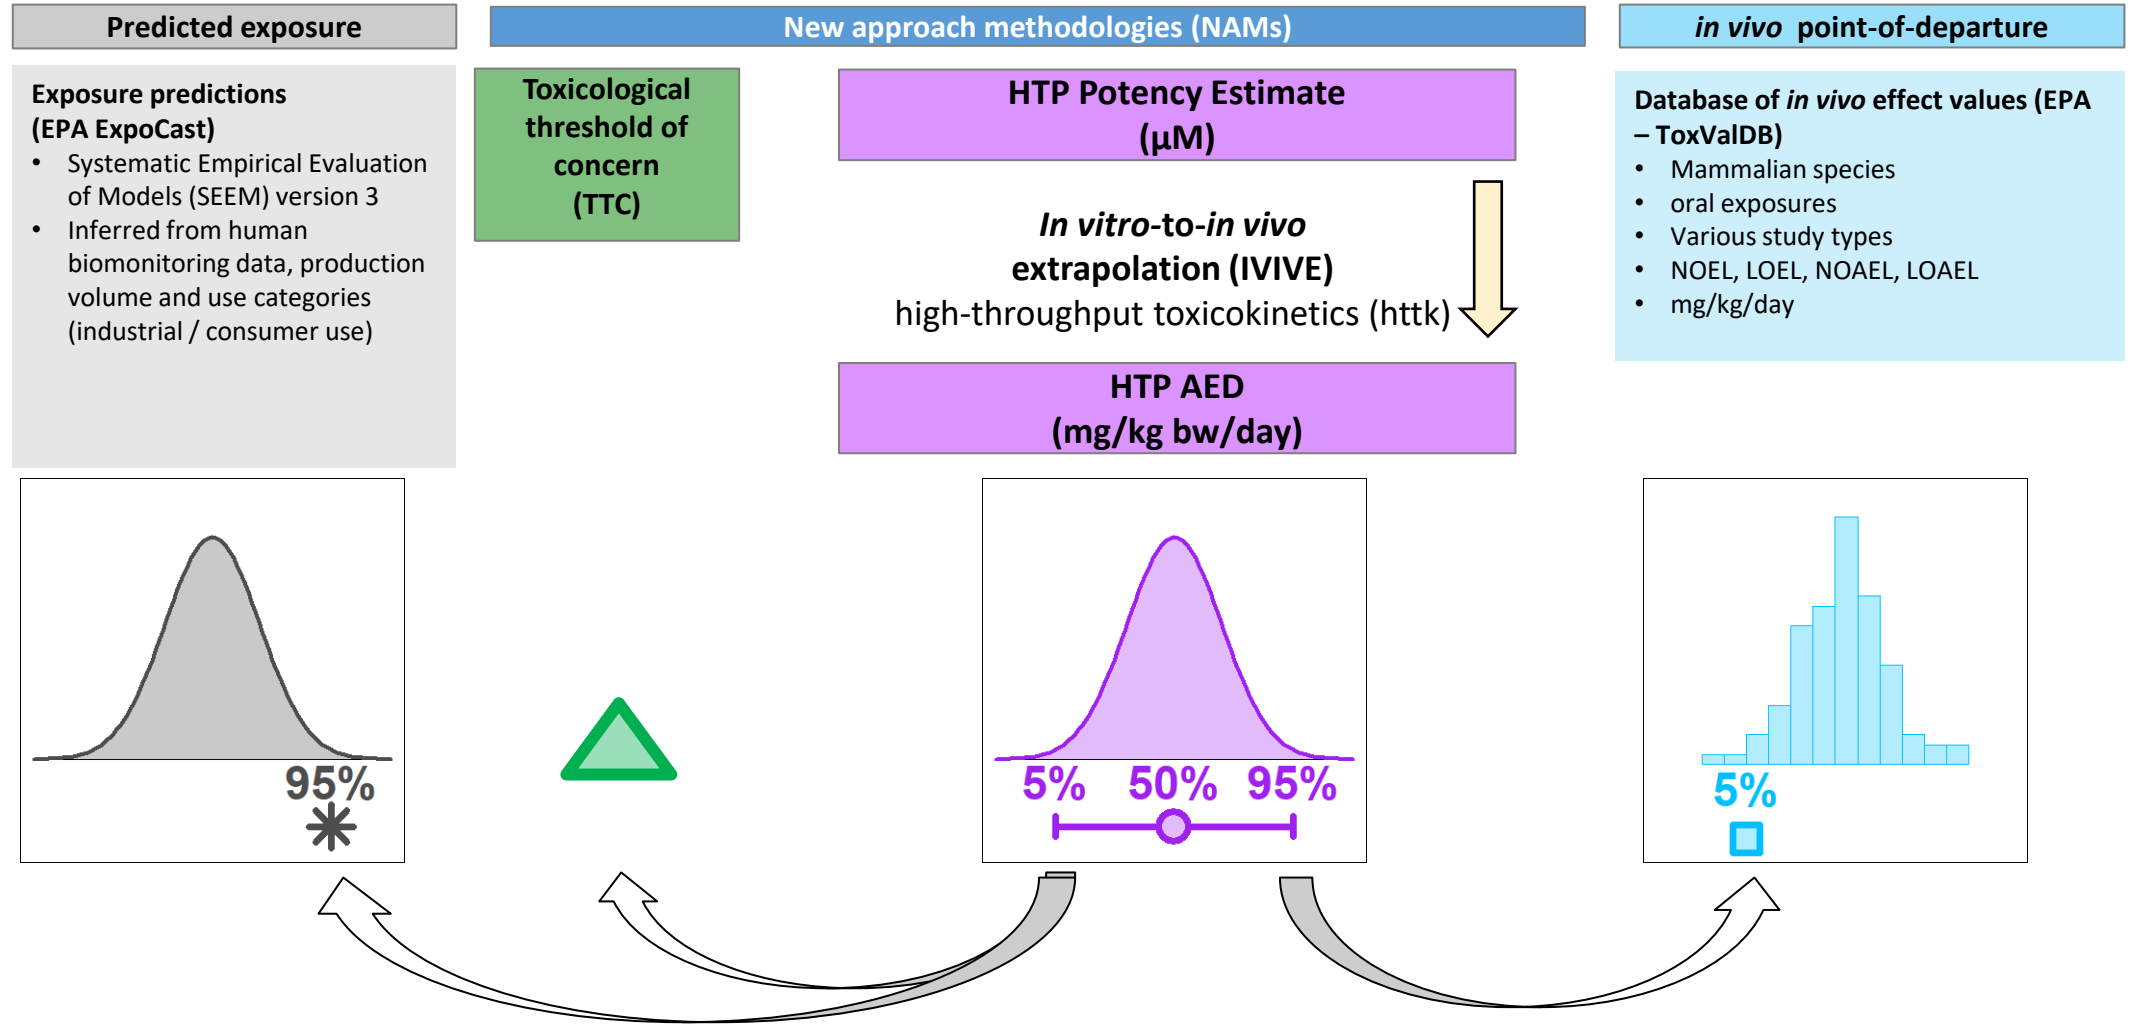 Predicted exposure
New approach methodologies (NAMs)
in vivo point-of-departure
Exposure predictions
(EPA ExpoCast)
• Systematic Empirical Evaluation
of Models (SEEM) version 3
• Inferred from human
biomonitoring data, production
volume and use categories
(industrial / consumer use)
Toxicological
threshold of
concern
(TTC)
HTP Potency Estimate
(μM)
In vitro-to-in vivo
extrapolation (IVIVE)
high-throughput toxicokinetics (httk)
HTP AED
(mg/kg bw/day)
Database of in vivo effect values (EPA
– ToxValDB)
• Mammalian species
• oral exposures
• Various study types
• NOEL, LOEL, NOAEL, LOAEL
• mg/kg/day
95%
5% 50% 95%
5%